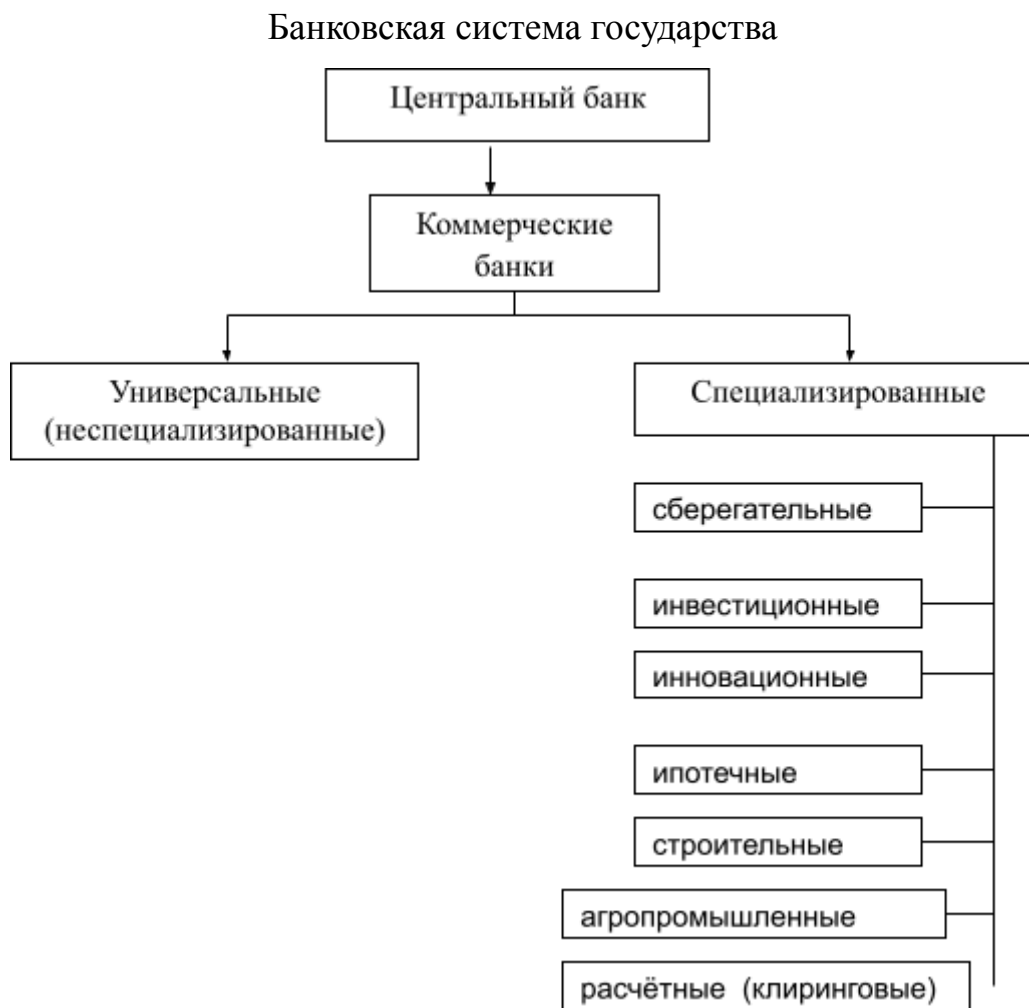 Банковская система государства
Центральный банк
Коммерческие
банки
Универсальные
(неспециализированные)
Специализированные
сберегательные
инвестиционные
инновационные
ипотечные
строительные
агропромышленные
расчётные (клиринговые)